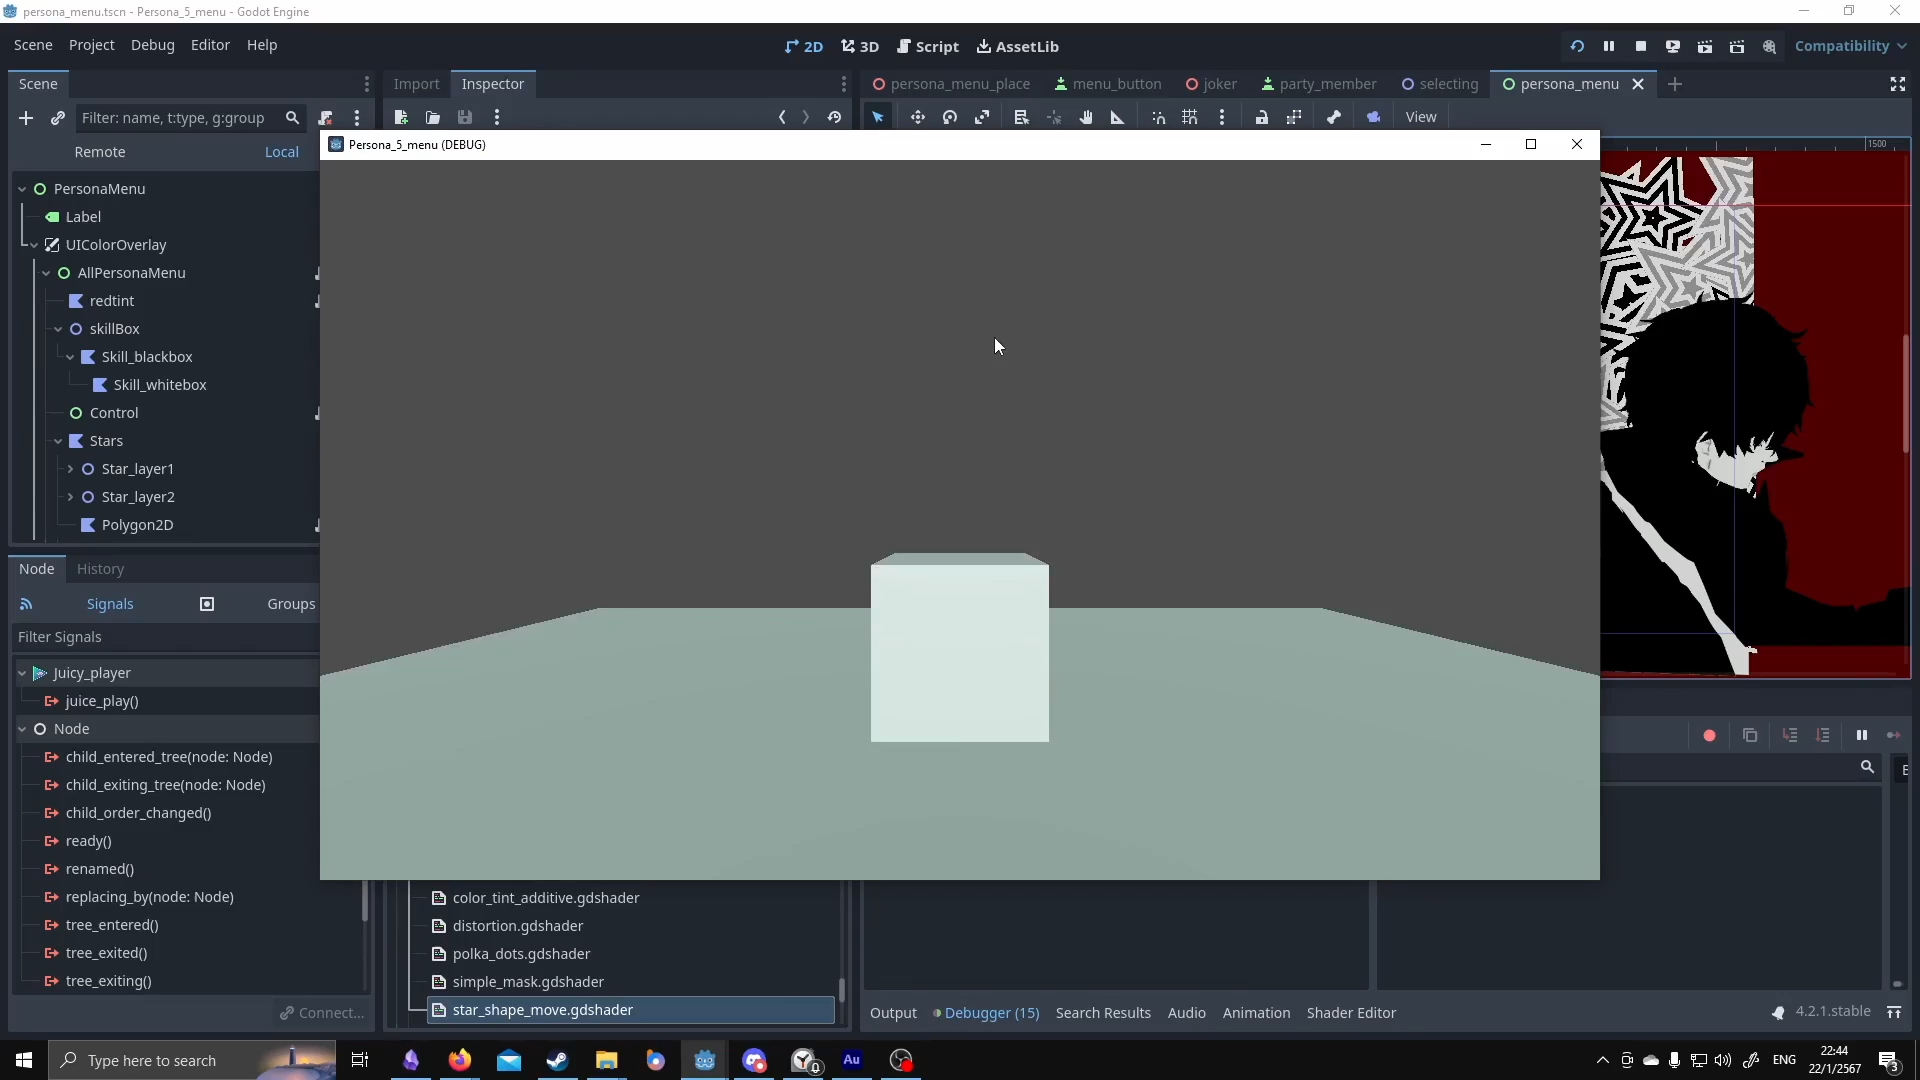 persona_menu.tscn - Persona_5_menu - Godot Engine
Scene Project Debug Editor Help
2D 3D Script AssetLib
Compatibility
Scene
Import Inspector
persona_menu_place menu_button joker party_member selecting persona_menu
Filter: name, t:type, g:group
View
Remote Local
Persona_5_menu (DEBUG)
1500
PersonaMenu
Label
UIColorOverlay
AllPersonaMenu
redtint
skillBox
Skill_blackbox
Skill_whitebox
Control
Stars
Star_layer1
Star_layer2
Polygon2D
Node History
Signals Groups
Filter Signals
Juicy_player
juice_play()
Node
child_entered_tree(node: Node)
child_exiting_tree(node: Node)
child_order_changed()
ready()
renamed()
replacing_by(node: Node)
tree_entered()
tree_exited()
tree_exiting()
Connect...
color_tint_additive.gdshader
distortion.gdshader
polka_dots.gdshader
simple_mask.gdshader
star_shape_move.gdshader
Output Debugger (15) Search Results Audio Animation Shader Editor
4.2.1.stable
Type here to search
Au
ENG
22:44
22/1/2567
3